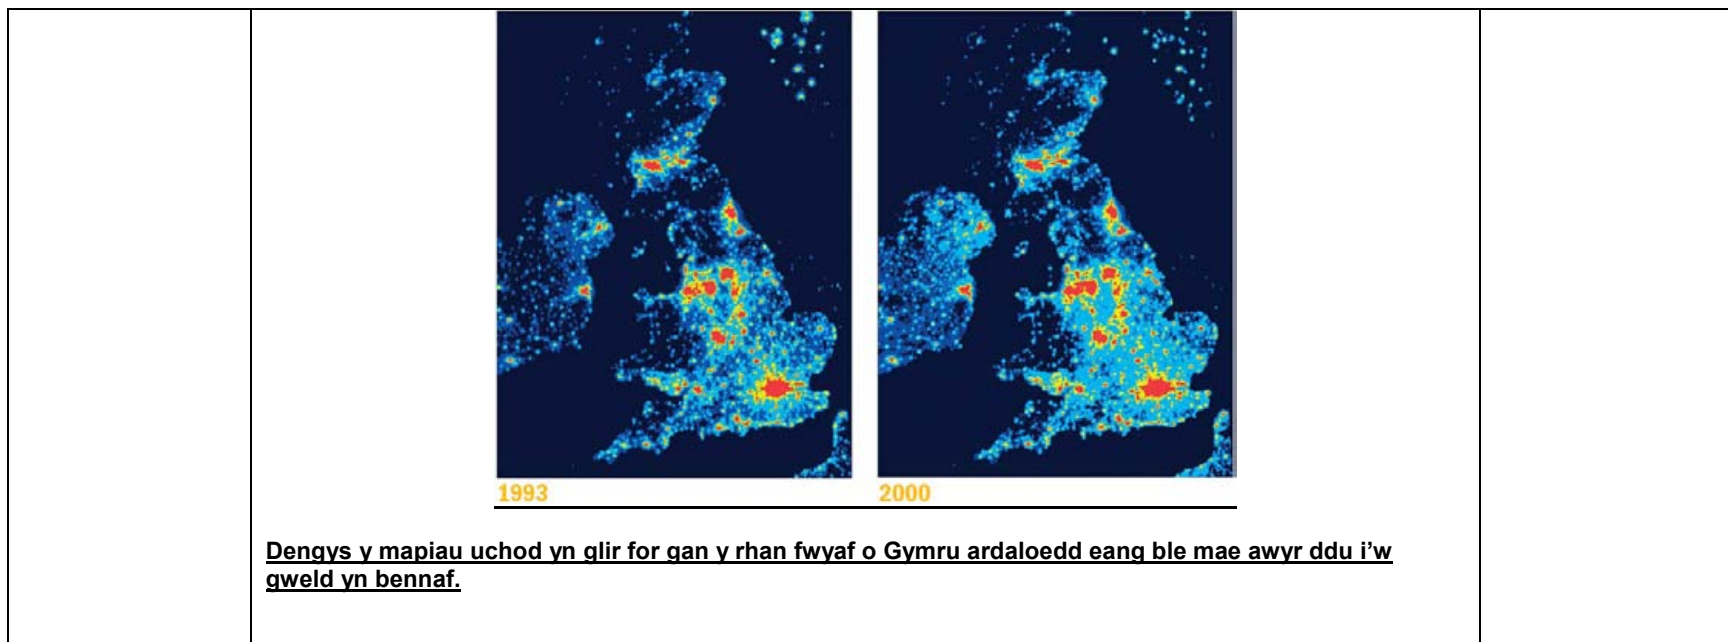 1993
2000
Dengys y mapiau uchod yn glir for gan y rhan fwyaf o Gymru ardaloedd eang ble mae awyr ddu i'w
gweld yn bennaf.